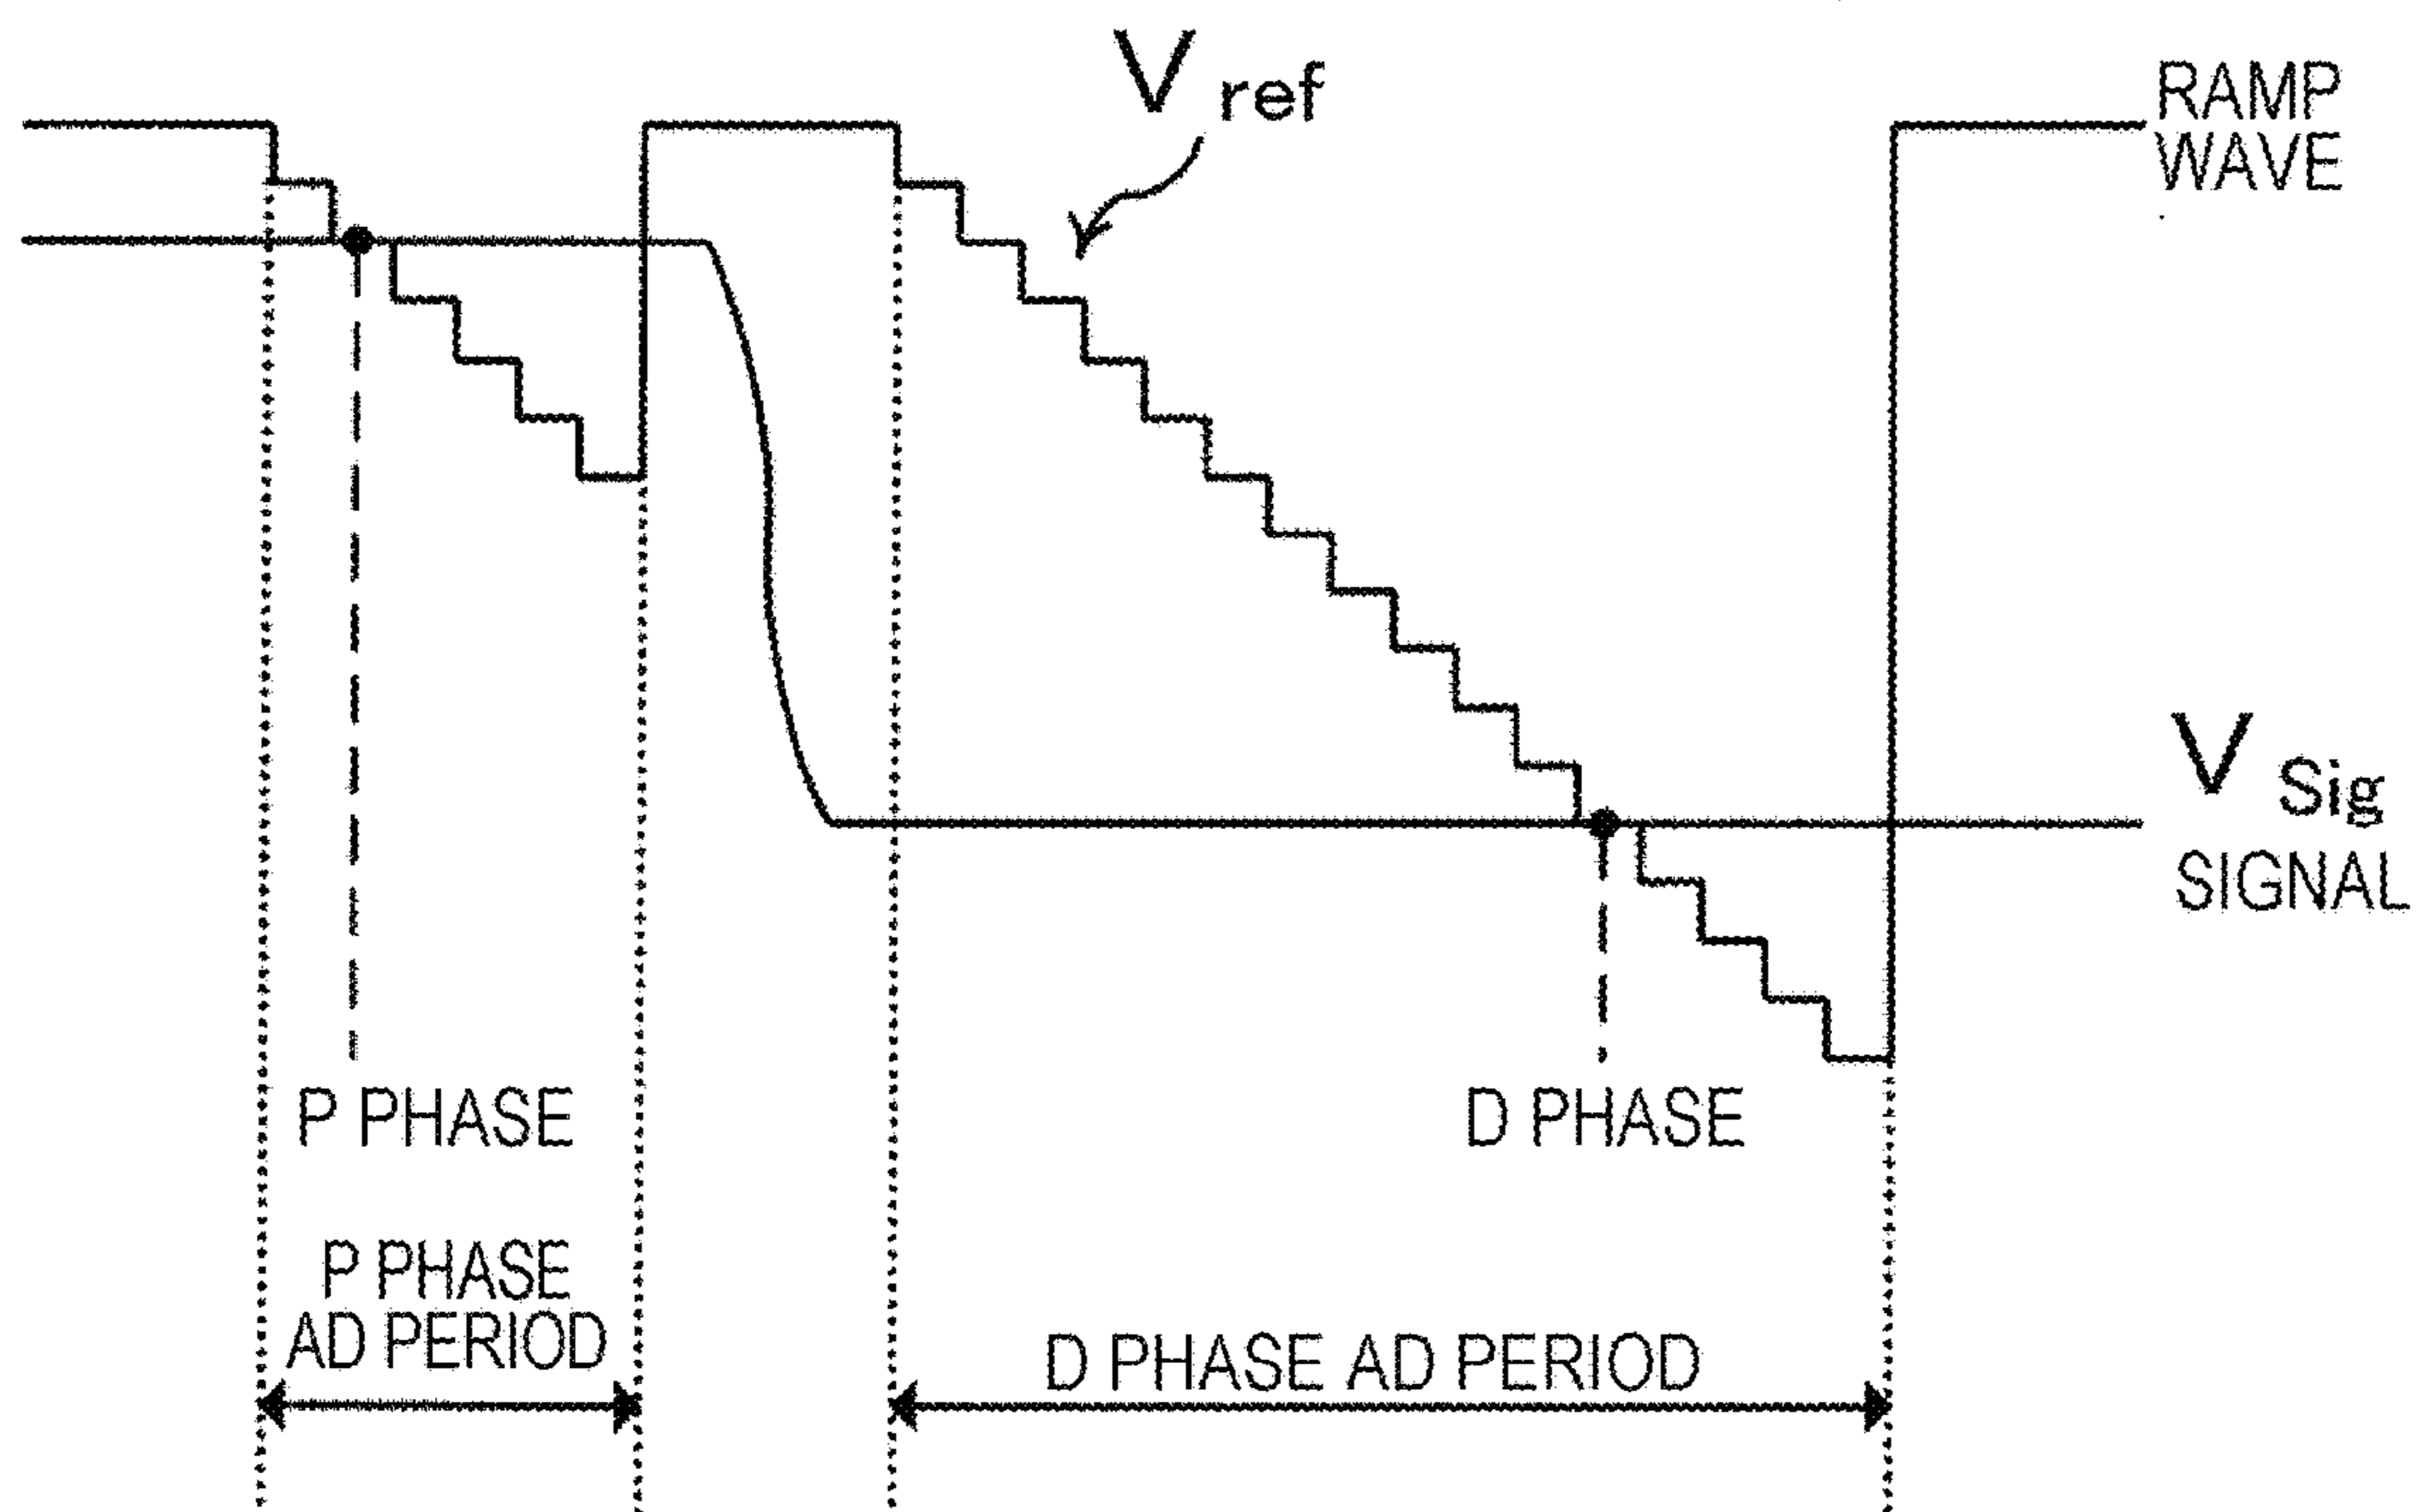 V ref
RAMP
WAVE
V Sig
SIGNAL
P PHASE
D PHASE
P PHASE
AD PERIOD
D PHASE AD PERIOD